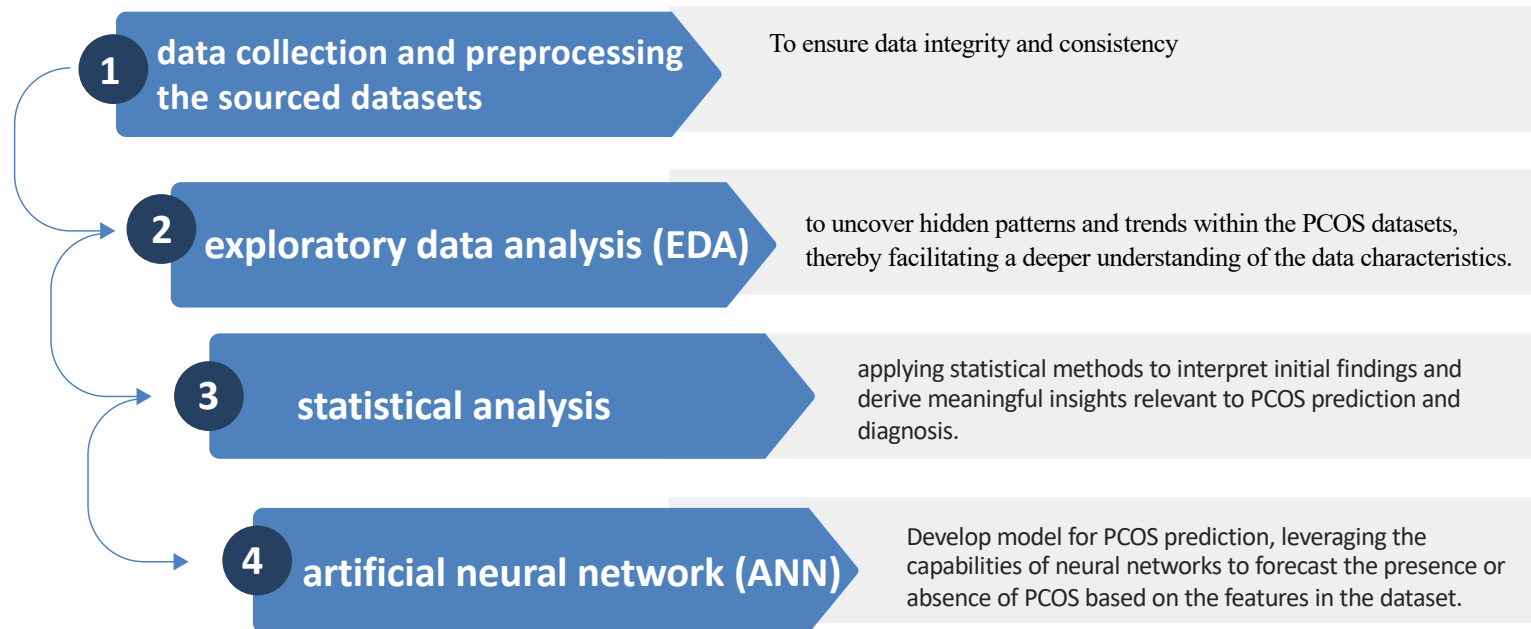 1
data collection and preprocessing
the sourced datasets
To ensure data integrity and consistency
2
exploratory data analysis (EDA)
to uncover hidden patterns and trends within the PCOS datasets,
thereby facilitating a deeper understanding of the data characteristics.
3
statistical analysis
applying statistical methods to interpret initial findings and
derive meaningful insights relevant to PCOS prediction and
diagnosis.
4
artificial neural network (ANN)
Develop model for PCOS prediction, leveraging the
capabilities of neural networks to forecast the presence or
absence of PCOS based on the features in the dataset.